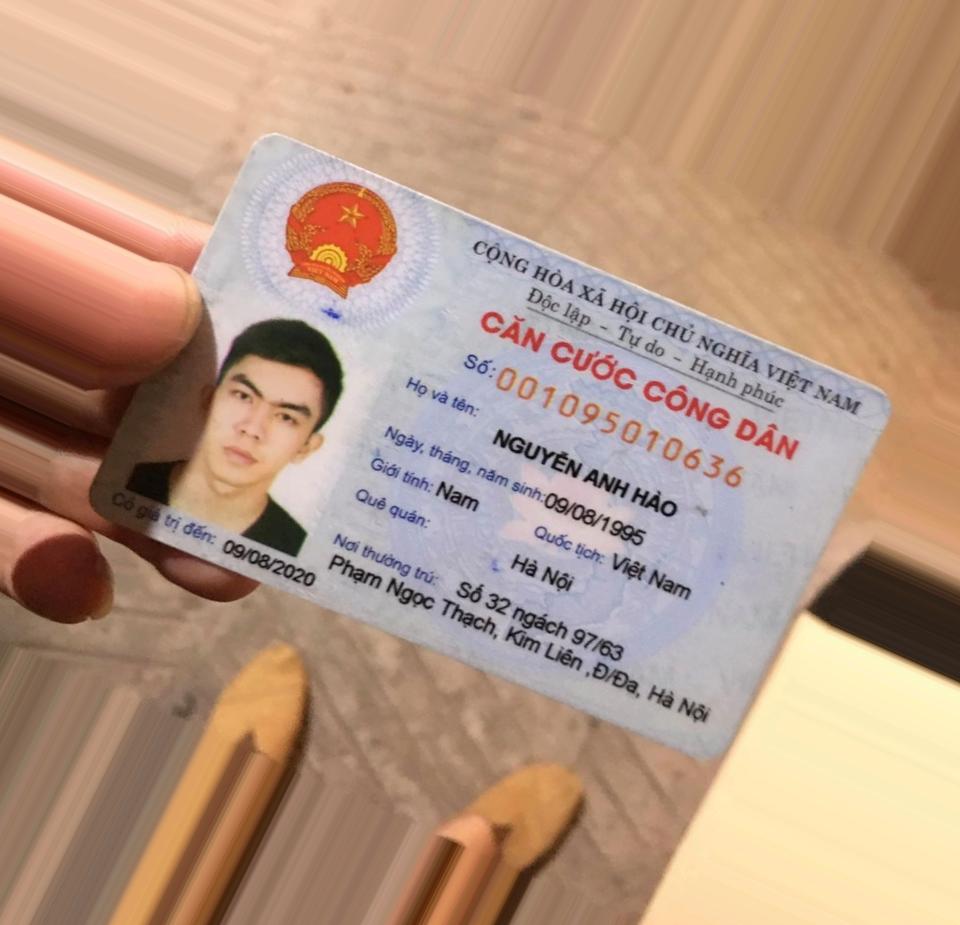 CỘNG HÒA XÃ HỘI CHỦ NGHĨA VIỆT NAM
Độc lập - Tự do - Hạnh phúc
CĂN CƯỚC CÔNG DÂN
Số: 001095010636
Họ và tên:
NGUYỄN ANH HÀO
Ngày, tháng, năm sinh: 09/08/1995
Giới tính: Nam Quốc tịch: Việt Nam
Quê quán: Hà Nội
Nơi thường trú: Số 32 ngách 97/63
Phạm Ngọc Thạch, Kim Liên ,Đ/Đa, Hà Nội
Có giá trị đến: 09/08/2020